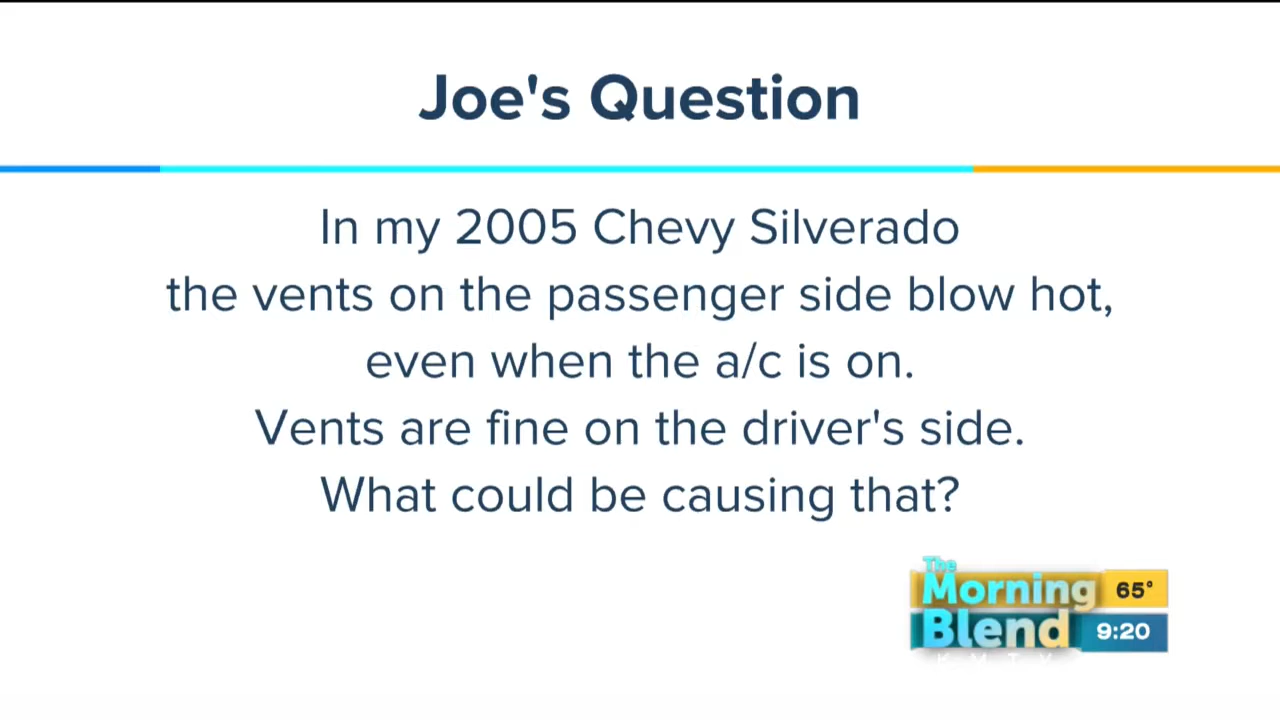 Joe's Question
In my 2005 Chevy Silverado
the vents on the passenger side blow hot,
even when the a/c is on.
Vents are fine on the driver's side.
What could be causing that?
The
Morning
65°
Blend
9:20
K M T V